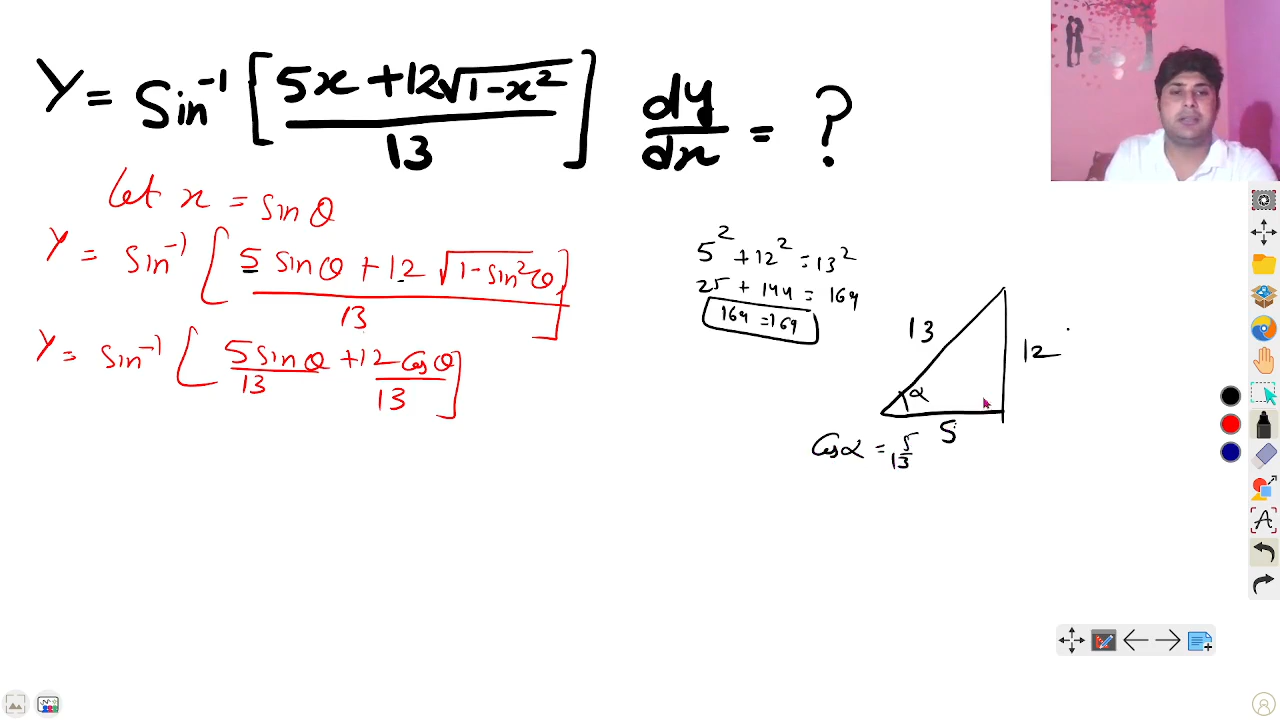 Y = Sin⁻¹ [ (5x + 12√(1-x²)) / 13 ] dy/dx = ?
Let x = sin θ
Y = sin⁻¹ [ (5 sin θ + 12 √(1-sin²θ)) / 13 ]
Y = sin⁻¹ [ 5 sin θ / 13 + 12 Cos θ / 13 ]
5² + 12² = 13²
25 + 144 = 169
169 = 169
13
12
α
5
Cos α = 5/13
A